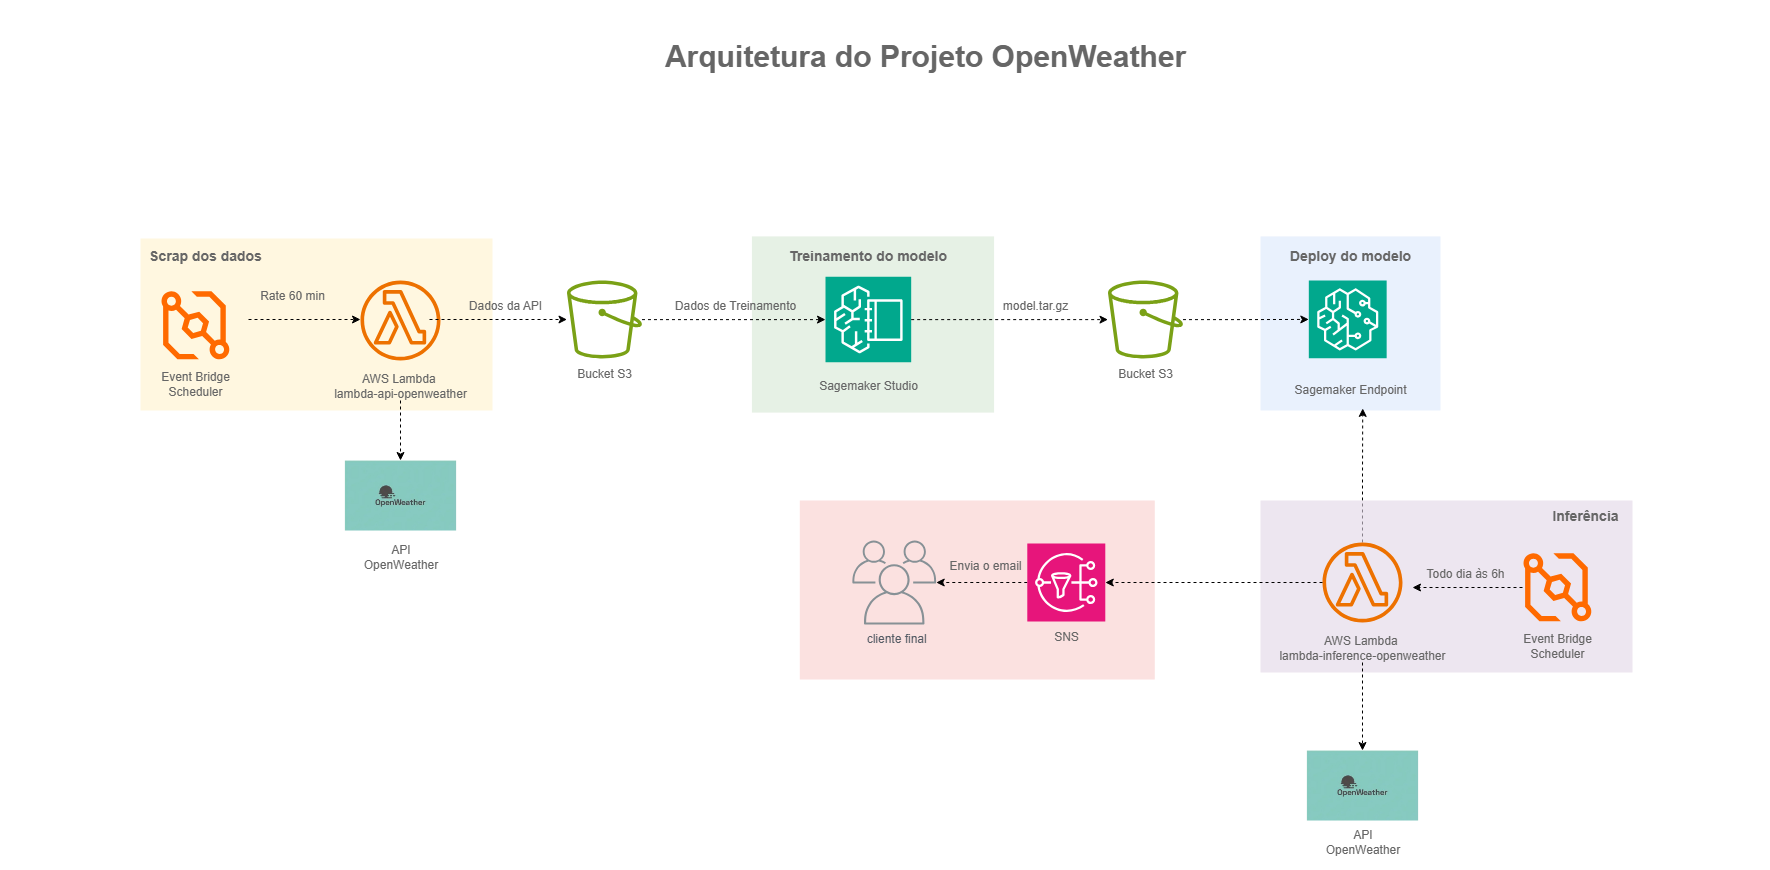 Arquitetura do Projeto OpenWeather
Scrap dos dados
Rate 60 min
Event Bridge
Scheduler
AWS Lambda
lambda-api-openweather
Dados da API
Bucket S3
Dados de Treinamento
Treinamento do modelo
Sagemaker Studio
model.tar.gz
Bucket S3
Deploy do modelo
Sagemaker Endpoint
OpenWeather
API
OpenWeather
Inferência
Todo dia às 6h
Event Bridge
Scheduler
AWS Lambda
lambda-inference-openweather
SNS
Envia o email
cliente final
OpenWeather
API
OpenWeather